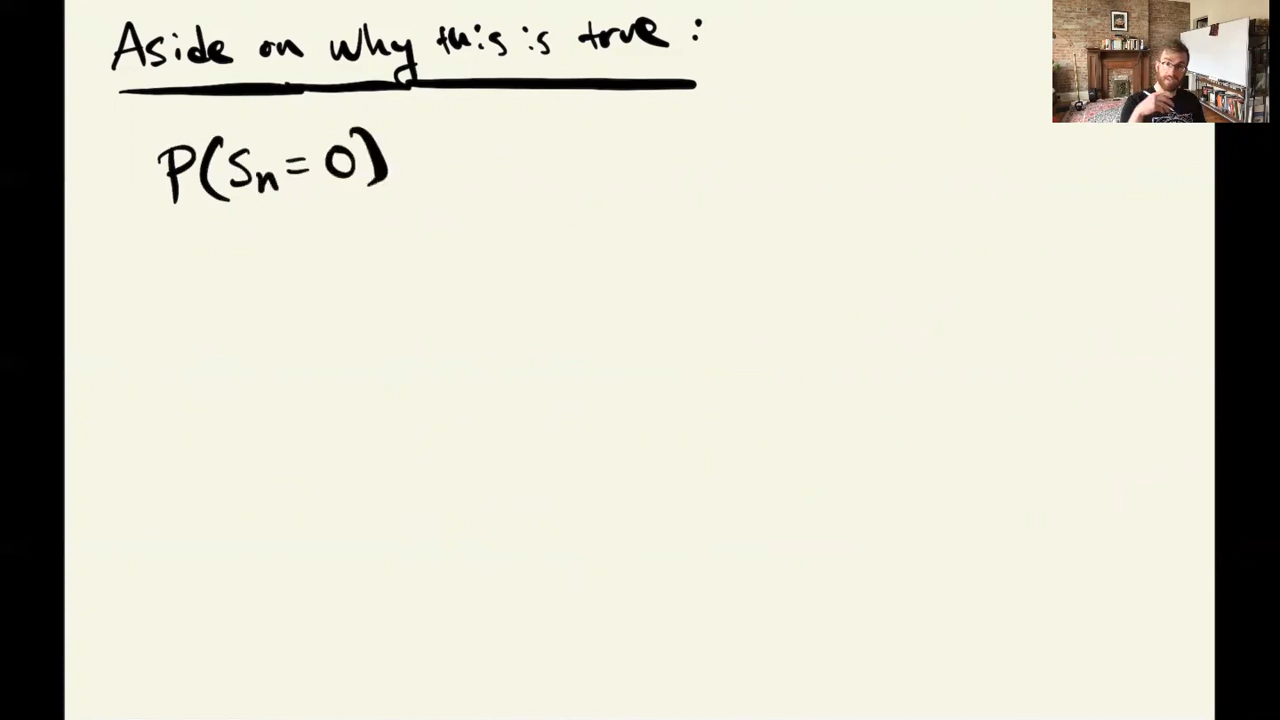 Aside on why this is true:
P(Sn = 0)